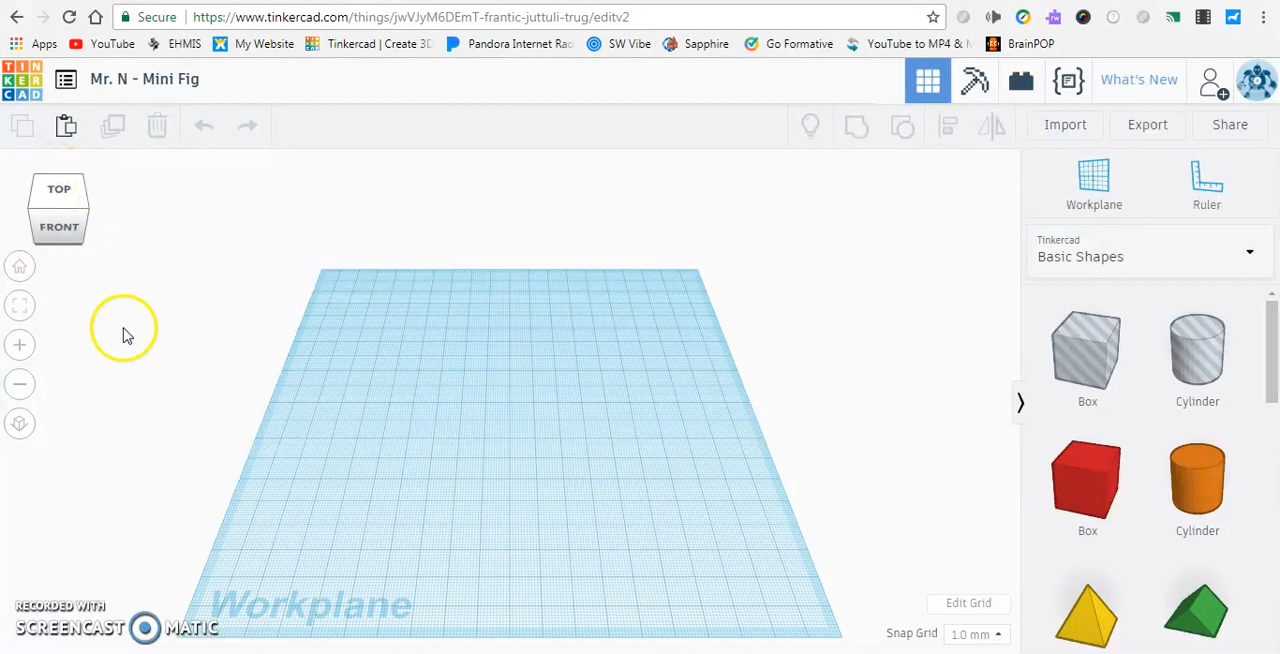 Secure https://www.tinkercad.com/things/jwVJyM6DEmT-frantic-juttuli-trug/editv2
Apps YouTube EHMIS My Website Tinkercad | Create 3D Pandora Internet Rad SW Vibe Sapphire Go Formative YouTube to MP4 & M BrainPOP
TIN
KER
CAD
Mr. N - Mini Fig
What's New
Import Export Share
TOP
FRONT
Workplane Ruler
Tinkercad
Basic Shapes
Box Cylinder
Box Cylinder
Workplane
Edit Grid
Snap Grid 1.0 mm
RECORDED WITH
SCREENCAST MATIC